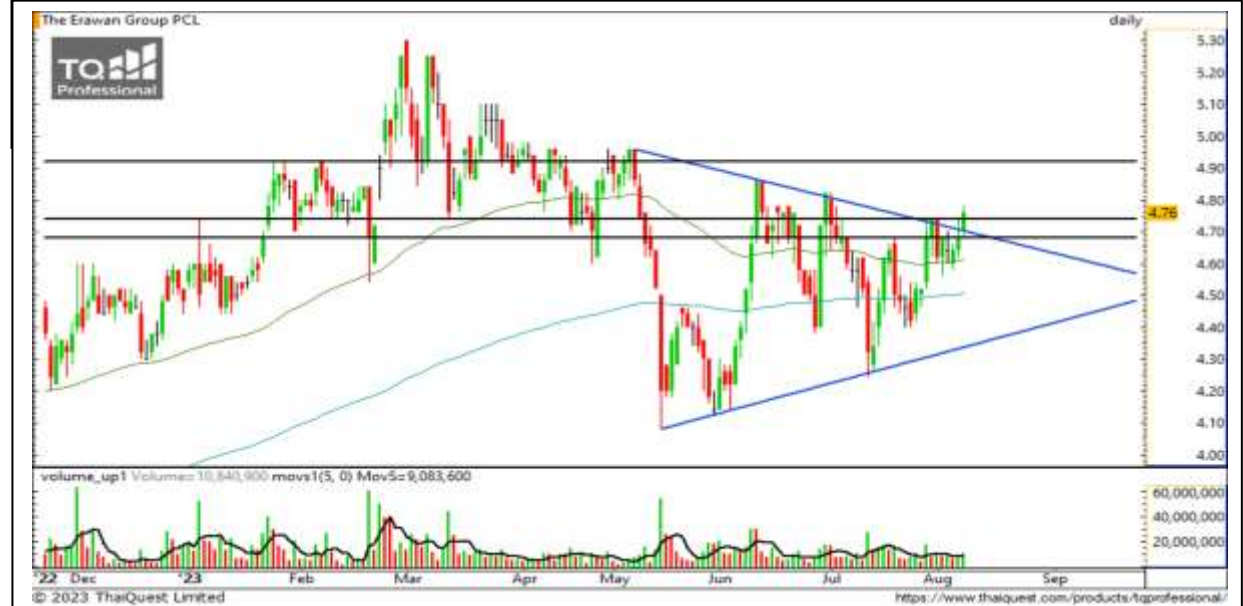 The Erawan Group PCL
daily
TQ
Professional
5.30
5.20
5.10
5.00
4.90
4.80
4.76
4.70
4.60
4.50
4.40
4.30
4.20
4.10
4.00
volume_up1 Volume=10,840,900 movs1(5, 0) Mov5=9,083,600
60,000,000
40,000,000
20,000,000
'22 Dec '23 Feb Mar Apr May Jun Jul Aug Sep
© 2023 ThaiQuest Limited
https://www.thaiquest.com/products/tqprofessional/